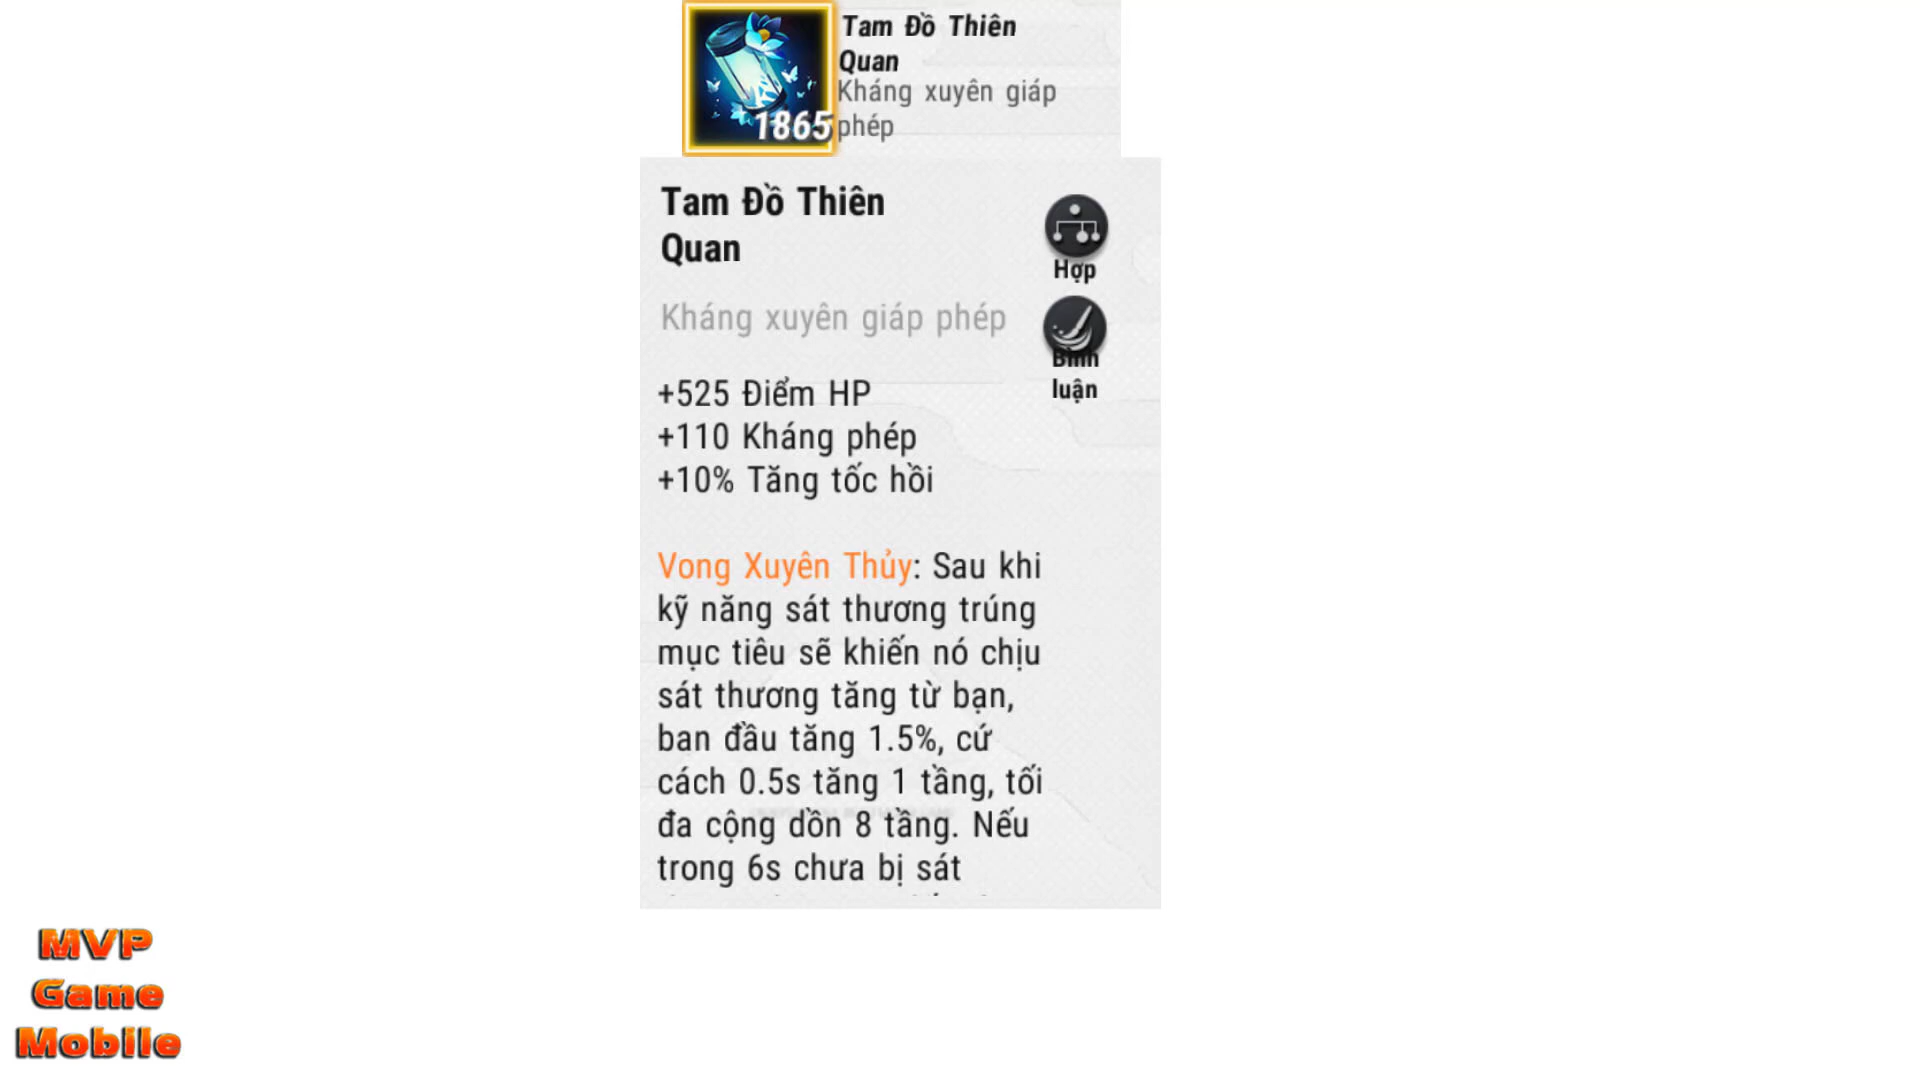 Tam Đồ Thiên
Quan
Kháng xuyên giáp
phép
1865
Tam Đồ Thiên
Quan
Hợp
Kháng xuyên giáp phép
Bình
luận
+525 Điểm HP
+110 Kháng phép
+10% Tăng tốc hồi
Vong Xuyên Thủy: Sau khi
kỹ năng sát thương trúng
mục tiêu sẽ khiến nó chịu
sát thương tăng từ bạn,
ban đầu tăng 1.5%, cứ
cách 0.5s tăng 1 tầng, tối
đa cộng dồn 8 tầng. Nếu
trong 6s chưa bị sát
MVP
Game
Mobile